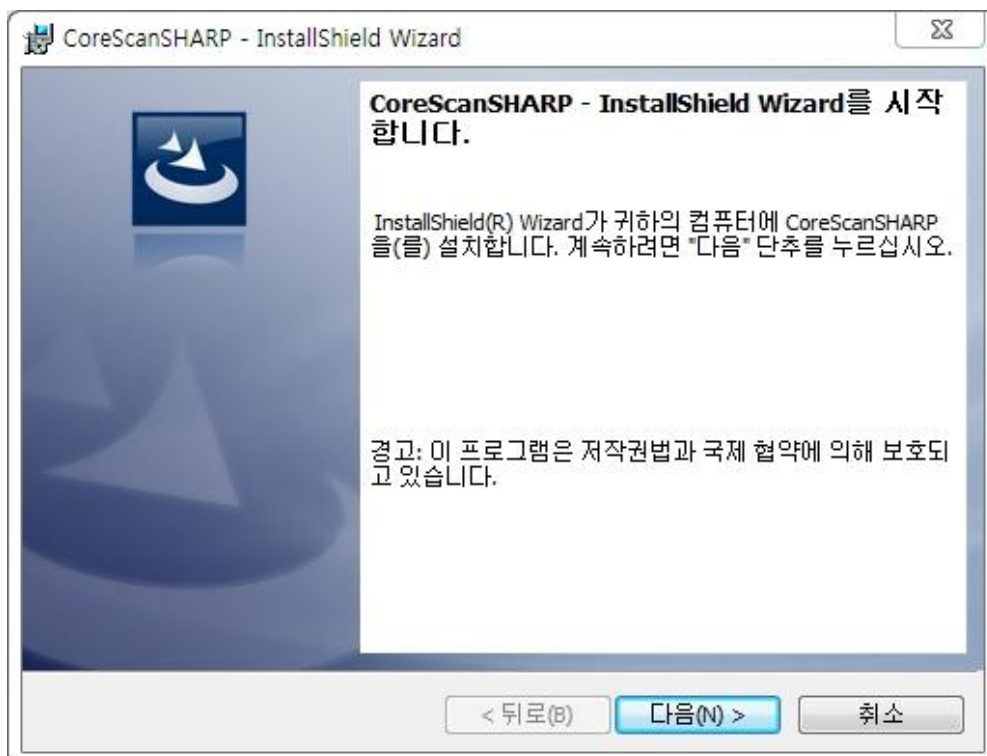 CoreScanSHARP - InstallShield Wizard
CoreScanSHARP - InstallShield Wizard를 시작
합니다.
InstallShield(R) Wizard가 귀하의 컴퓨터에 CoreScanSHARP
을(를) 설치합니다. 계속하려면 "다음" 단추를 누르십시오.
경고: 이 프로그램은 저작권법과 국제 협약에 의해 보호되
고 있습니다.
< 뒤로(B)
다음(N) >
취소